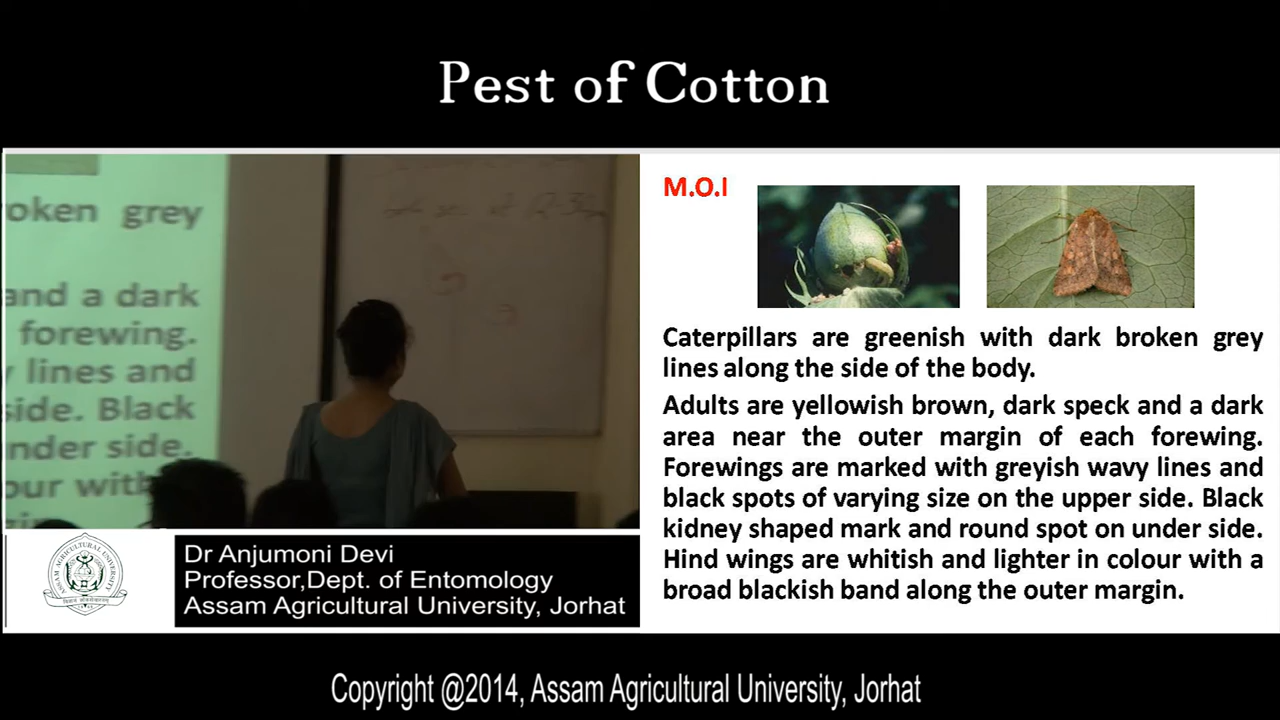 Pest of Cotton
oken grey
and a dark
forewing.
lines and
side. Black
nder side.
our with
M.O.I
Caterpillars are greenish with dark broken grey
lines along the side of the body.
Adults are yellowish brown, dark speck and a dark
area near the outer margin of each forewing.
Forewings are marked with greyish wavy lines and
black spots of varying size on the upper side. Black
kidney shaped mark and round spot on under side.
Hind wings are whitish and lighter in colour with a
broad blackish band along the outer margin.
ASSAM AGRICULTURAL UNIVERSITY
Dr Anjumoni Devi
Professor,Dept. of Entomology
Assam Agricultural University, Jorhat
Copyright @2014, Assam Agricultural University, Jorhat